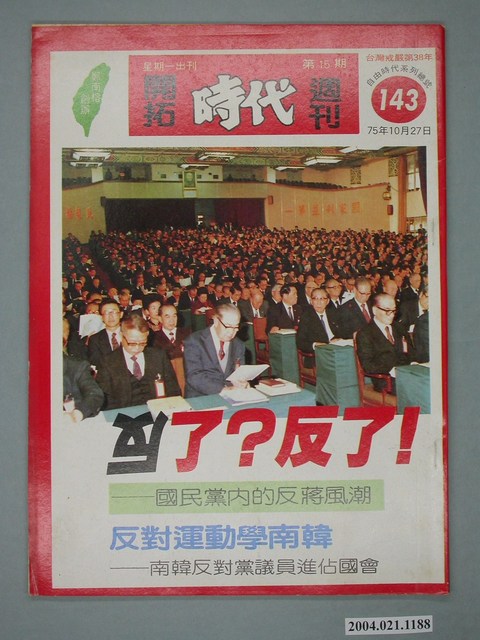 星期一出刊
第15期
開拓時代週刊
台灣戒嚴第38年
自由時代系列總號
143
75年10月27日
反了?反了!
——國民黨內的反蔣風潮
反對運動學南韓
——南韓反對黨議員進佔國會
2004.021.1188